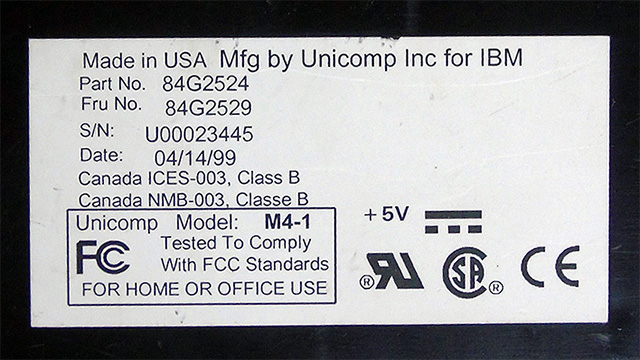 Made in USA Mfg by Unicomp Inc for IBM
Part No. 84G2524
Fru No. 84G2529
S/N: U00023445
Date: 04/14/99
Canada ICES-003, Class B
Canada NMB-003, Classe B
Unicomp Model: M4-1
FC Tested To Comply
With FCC Standards
FOR HOME OR OFFICE USE
+5V
® RU SA ® CE